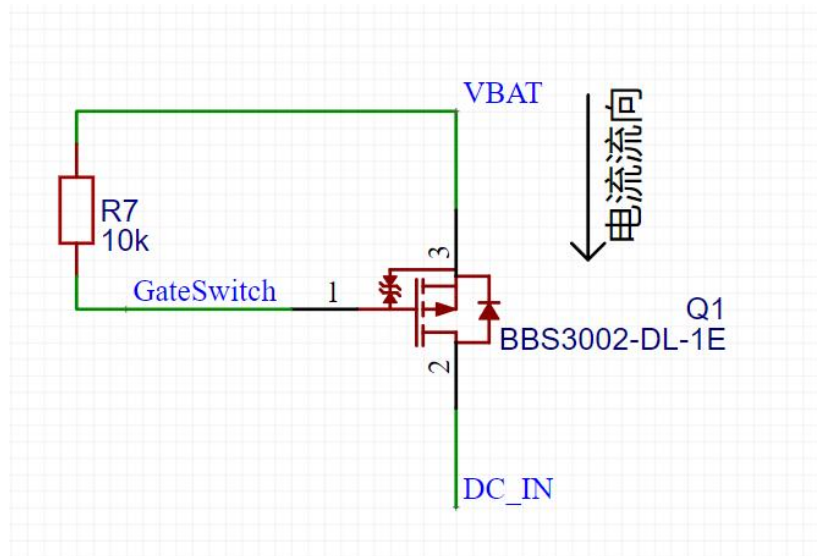 VBAT
电流流向
R7
10k
3
GateSwitch
1
Q1
BBS3002-DL-1E
2
DC_IN